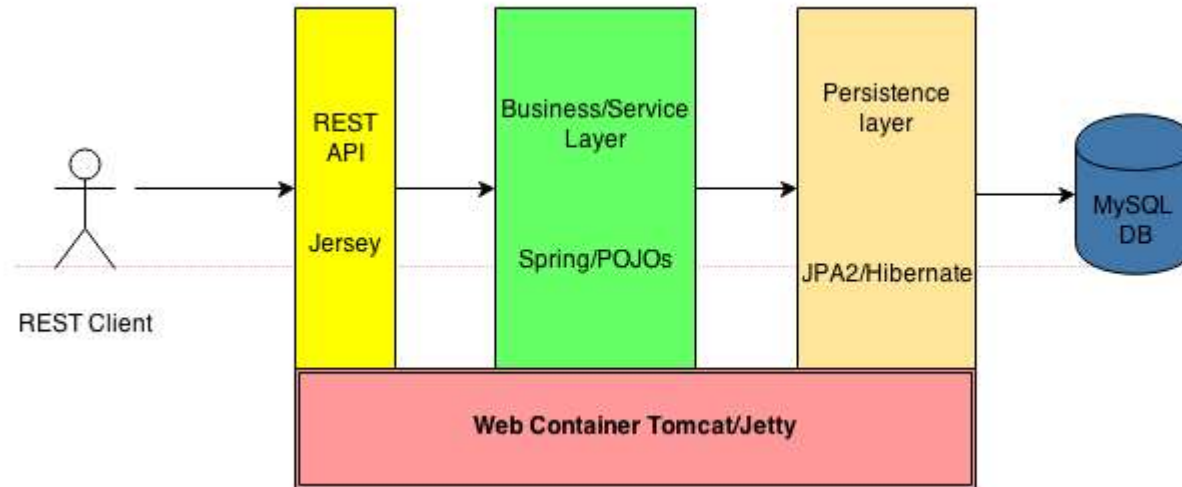 REST
API
Jersey
Business/Service
Layer
Spring/POJOs
Persistence
layer
JPA2/Hibernate
MySQL
DB
REST Client
Web Container Tomcat/Jetty